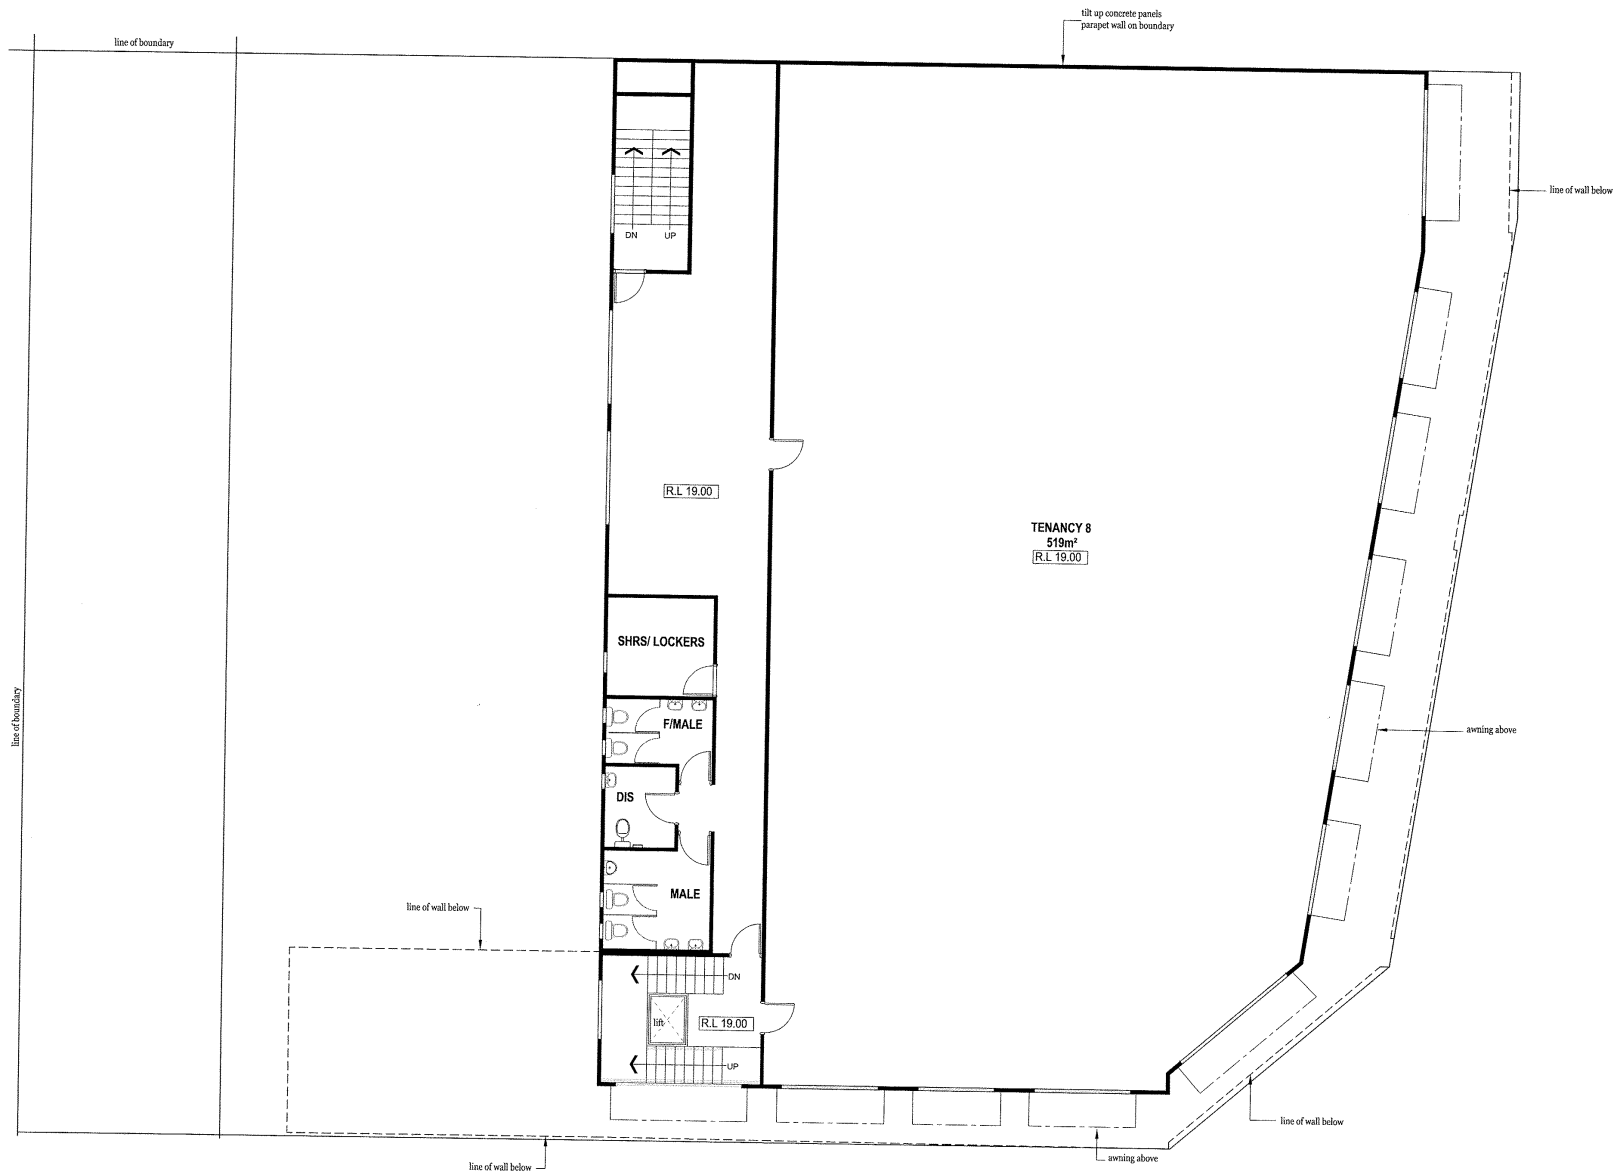 tilt up concrete panels
parapet wall on boundary
line of boundary
line of wall below
DN
UP
R.L 19.00
TENANCY 8
519m²
R.L 19.00
SHRS/ LOCKERS
line of boundary
F/MALE
awning above
DIS
MALE
line of wall below
DN
lift
R.L 19.00
UP
line of wall below
awning above
line of wall below